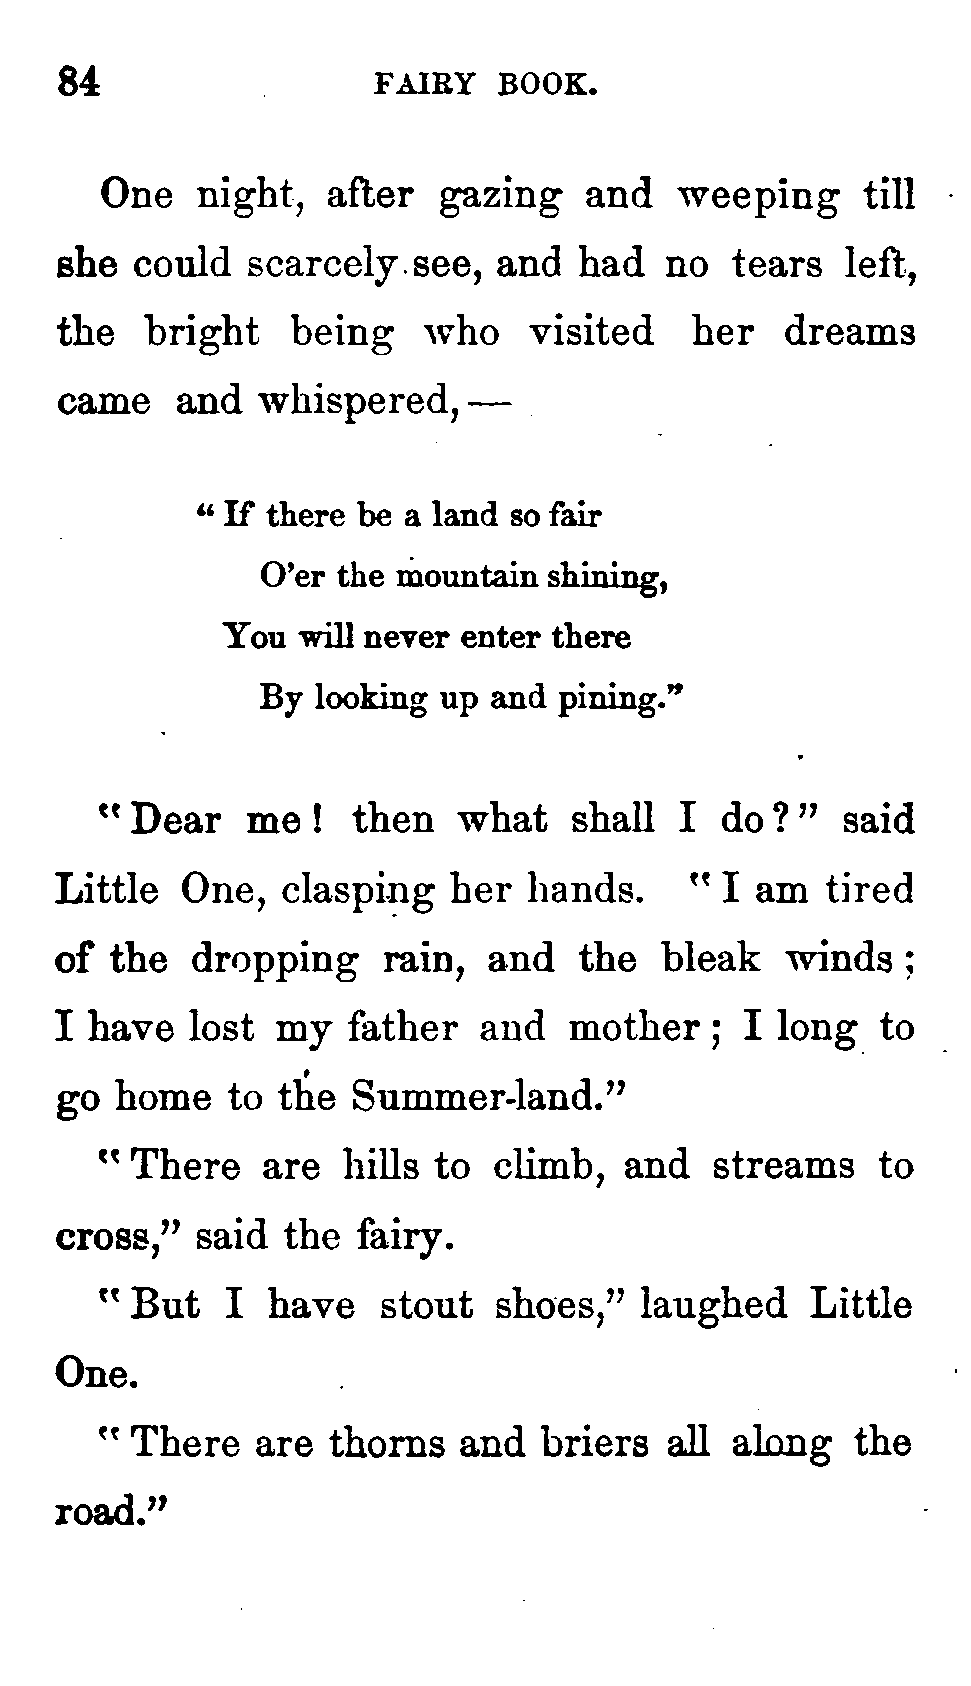 84 FAIRY BOOK.
One night, after gazing and weeping till
she could scarcely see, and had no tears left,
the bright being who visited her dreams
came and whispered,—
“If there be a land so fair
O’er the mountain shining,
You will never enter there
By looking up and pining.”
“Dear me! then what shall I do?” said
Little One, clasping her hands. “I am tired
of the dropping rain, and the bleak winds;
I have lost my father and mother; I long to
go home to the Summer-land.”
“There are hills to climb, and streams to
cross,” said the fairy.
“But I have stout shoes,” laughed Little
One.
“There are thorns and briers all along the
road.”